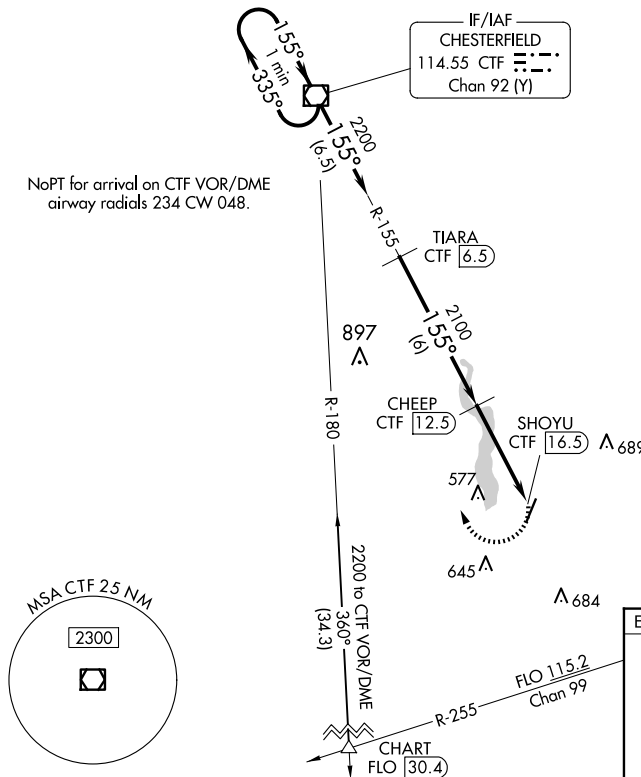 IF/IAF
CHESTERFIELD
114.55 CTF
Chan 92 (Y)
155°
1 min
335°
2200
155°
(6.5)
NoPT for arrival on CTF VOR/DME
airway radials 234 CW 048.
R-155
TIARA
CTF 6.5
2100
155°
(6)
897
R-180
CHEEP
CTF 12.5
SHOYU
CTF 16.5
689
577
645
684
2200 to CTF VOR/DME
360°
(34.3)
MSA CTF 25 NM
2300
E
FLO 115.2
Chan 99
R-255
CHART
FLO 30.4